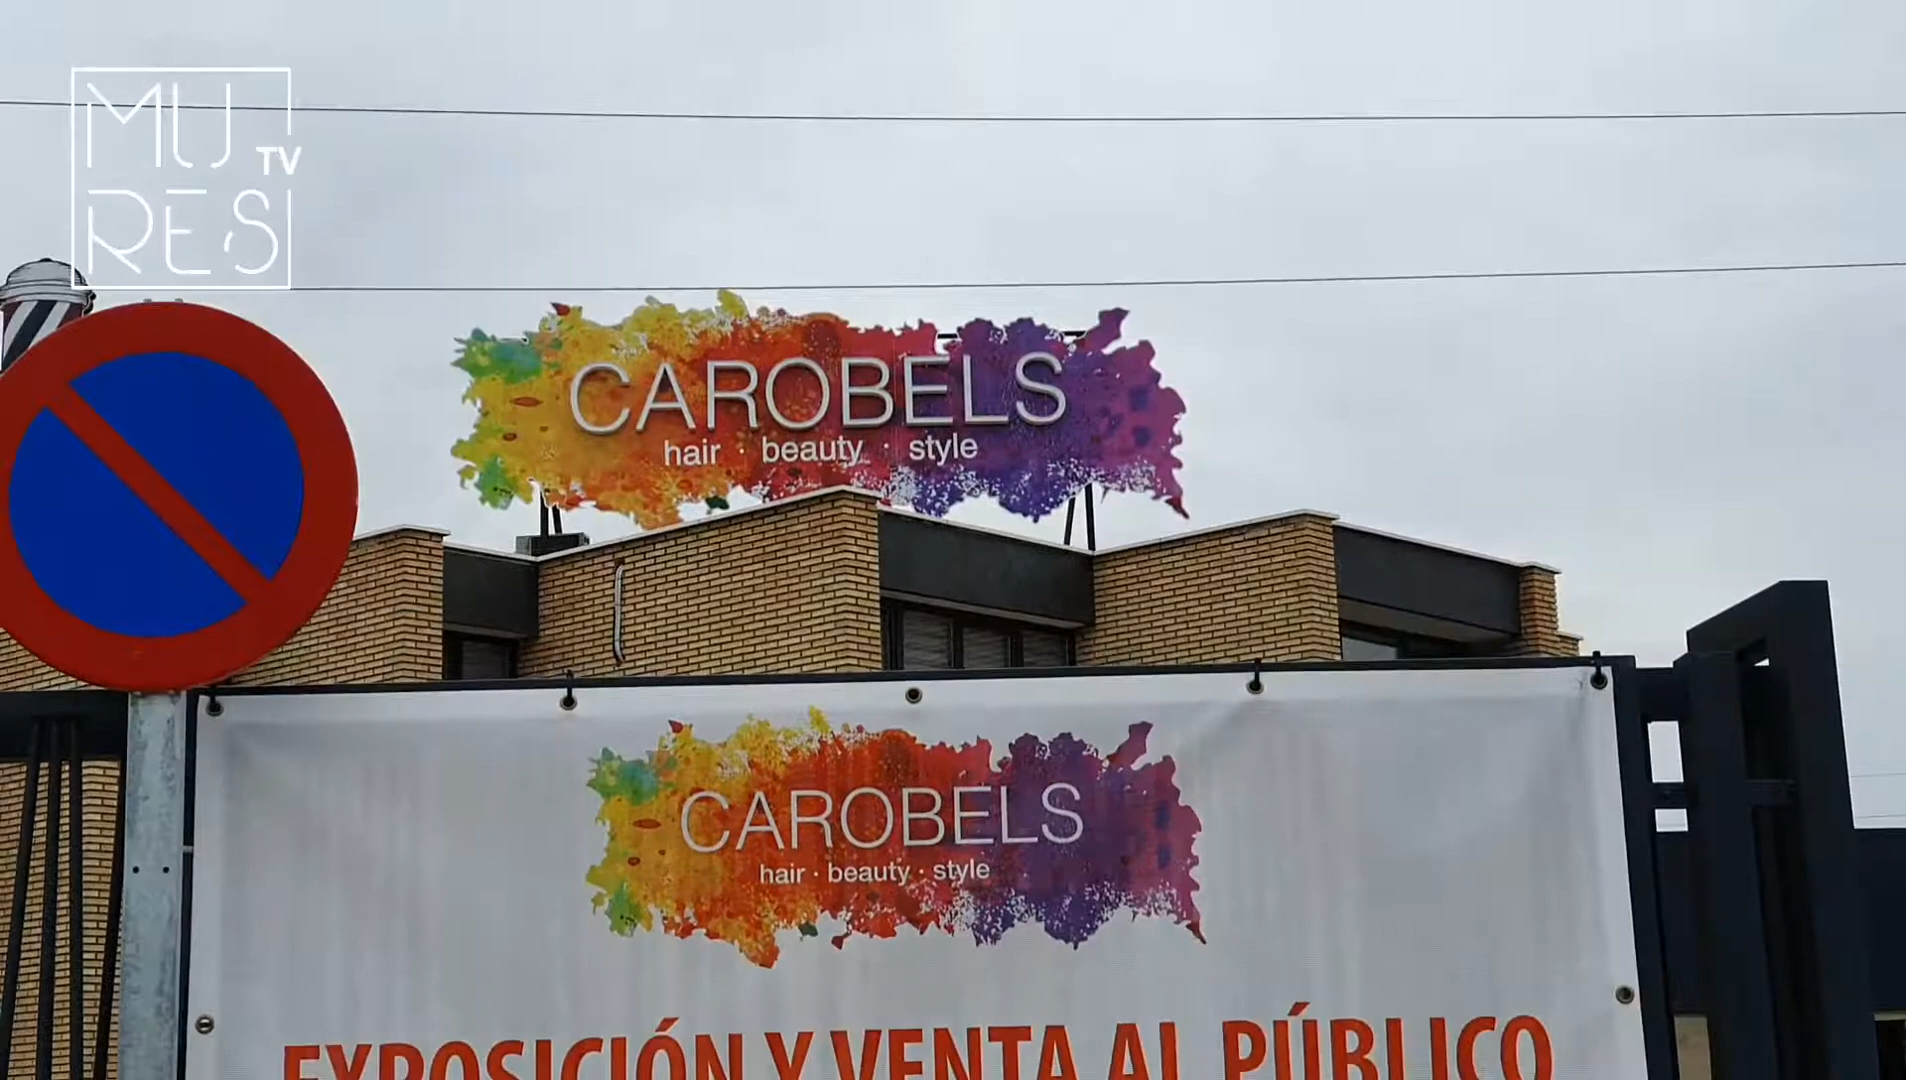 MU
TV
RES
CAROBELS
hair · beauty · style
CAROBELS
hair · beauty · style
EXPOSICIÓN Y VENTA AL PÚBLICO